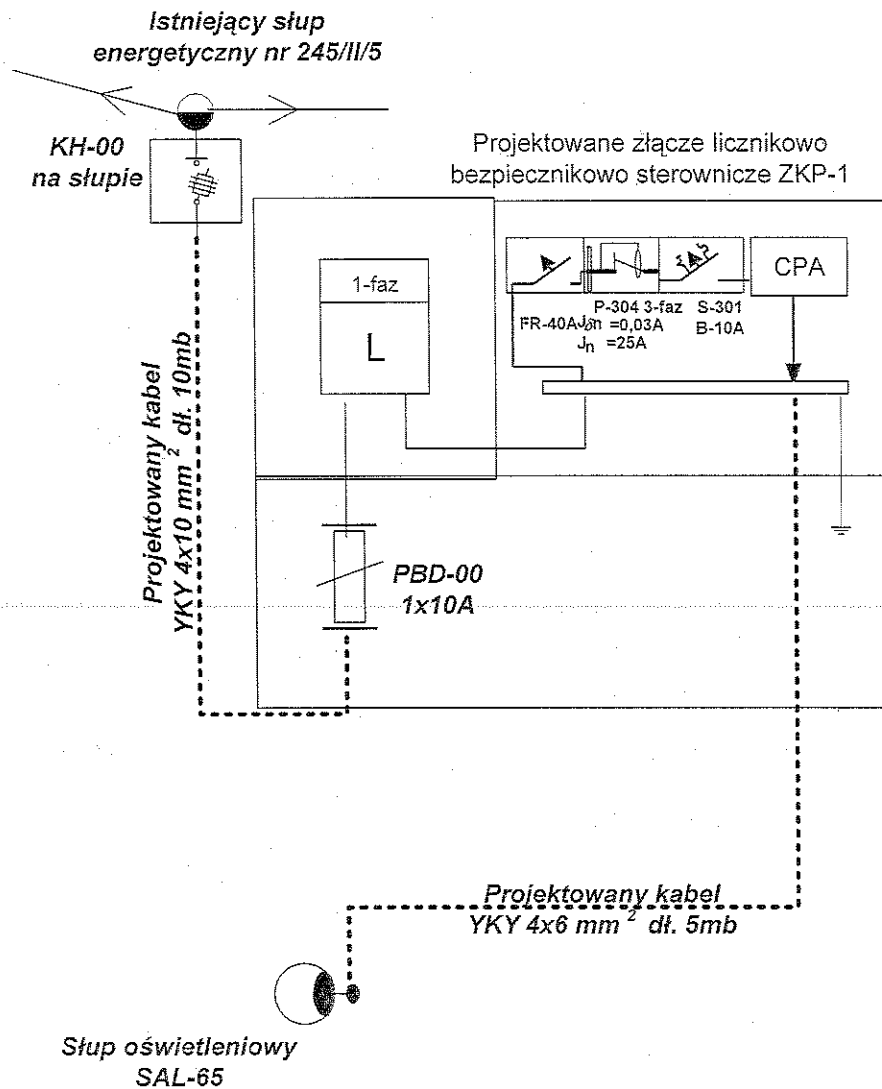 Istniejący słup
energetyczny nr 245/II/5
KH-00
na słupie
Projektowane złącze licznikowo
bezpiecznikowo sterownicze ZKP-1
1-faz
L
CPA
P-304 3-faz S-301
FR-40A Jδn =0,03A B-10A
Jn =25A
Projektowany kabel
YKY 4x10 mm² dł. 10mb
PBD-00
1x10A
Projektowany kabel
YKY 4x6 mm² dł. 5mb
Słup oświetleniowy
SAL-65